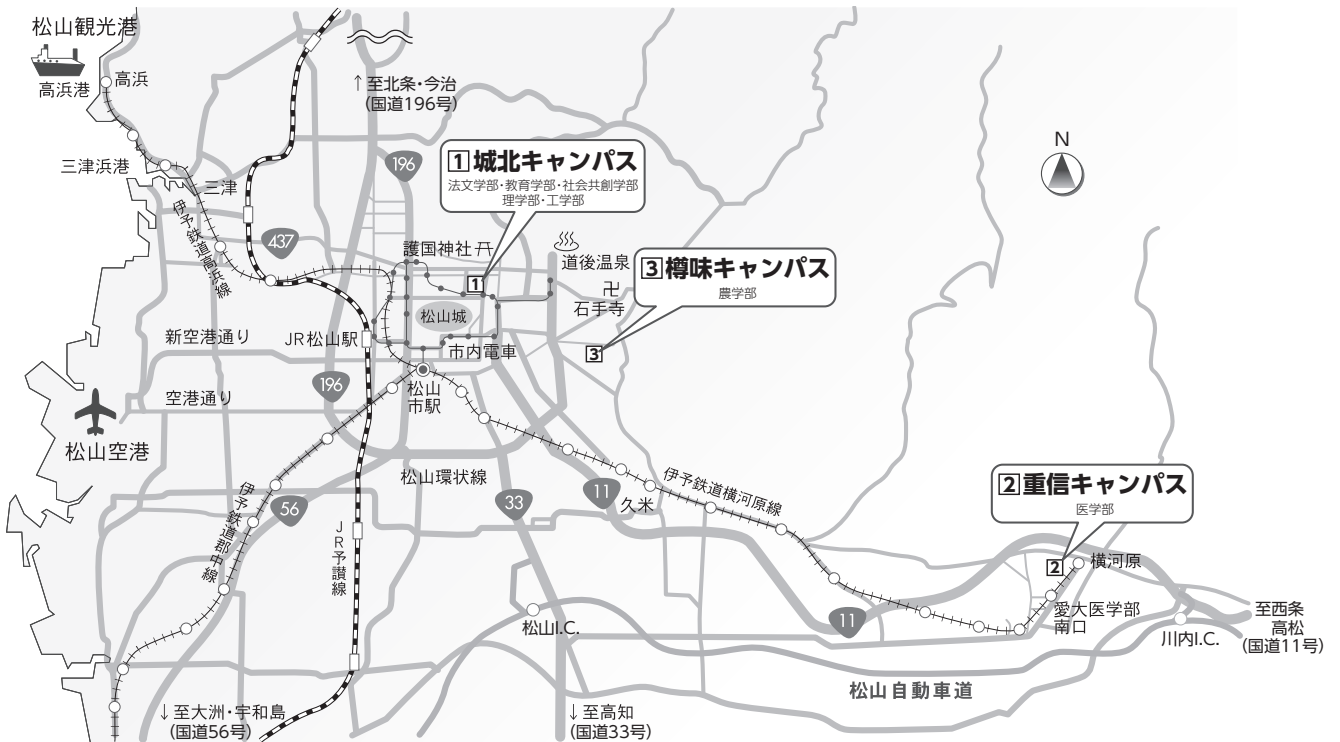 松山観光港
高浜港
高浜
↑至北条・今治
(国道196号)
N
三津浜港
三津
196
1 城北キャンパス
法文学部・教育学部・社会共創学部
理学部・工学部
伊予鉄道高浜線
437
護国神社
1
道後温泉
3 樽味キャンパス
農学部
石手寺
松山城
新空港通り
JR松山駅
市内電車
3
196
松山
市駅
空港通り
松山空港
松山環状線
伊予鉄道横河原線
2 重信キャンパス
医学部
伊予鉄道郡中線
56
33
11
久米
JR予讃線
2
横河原
愛大医学部
南口
11
松山I.C.
川内I.C.
至西条
高松
(国道11号)
松山自動車道
↓至大洲・宇和島
(国道56号)
↓至高知
(国道33号)